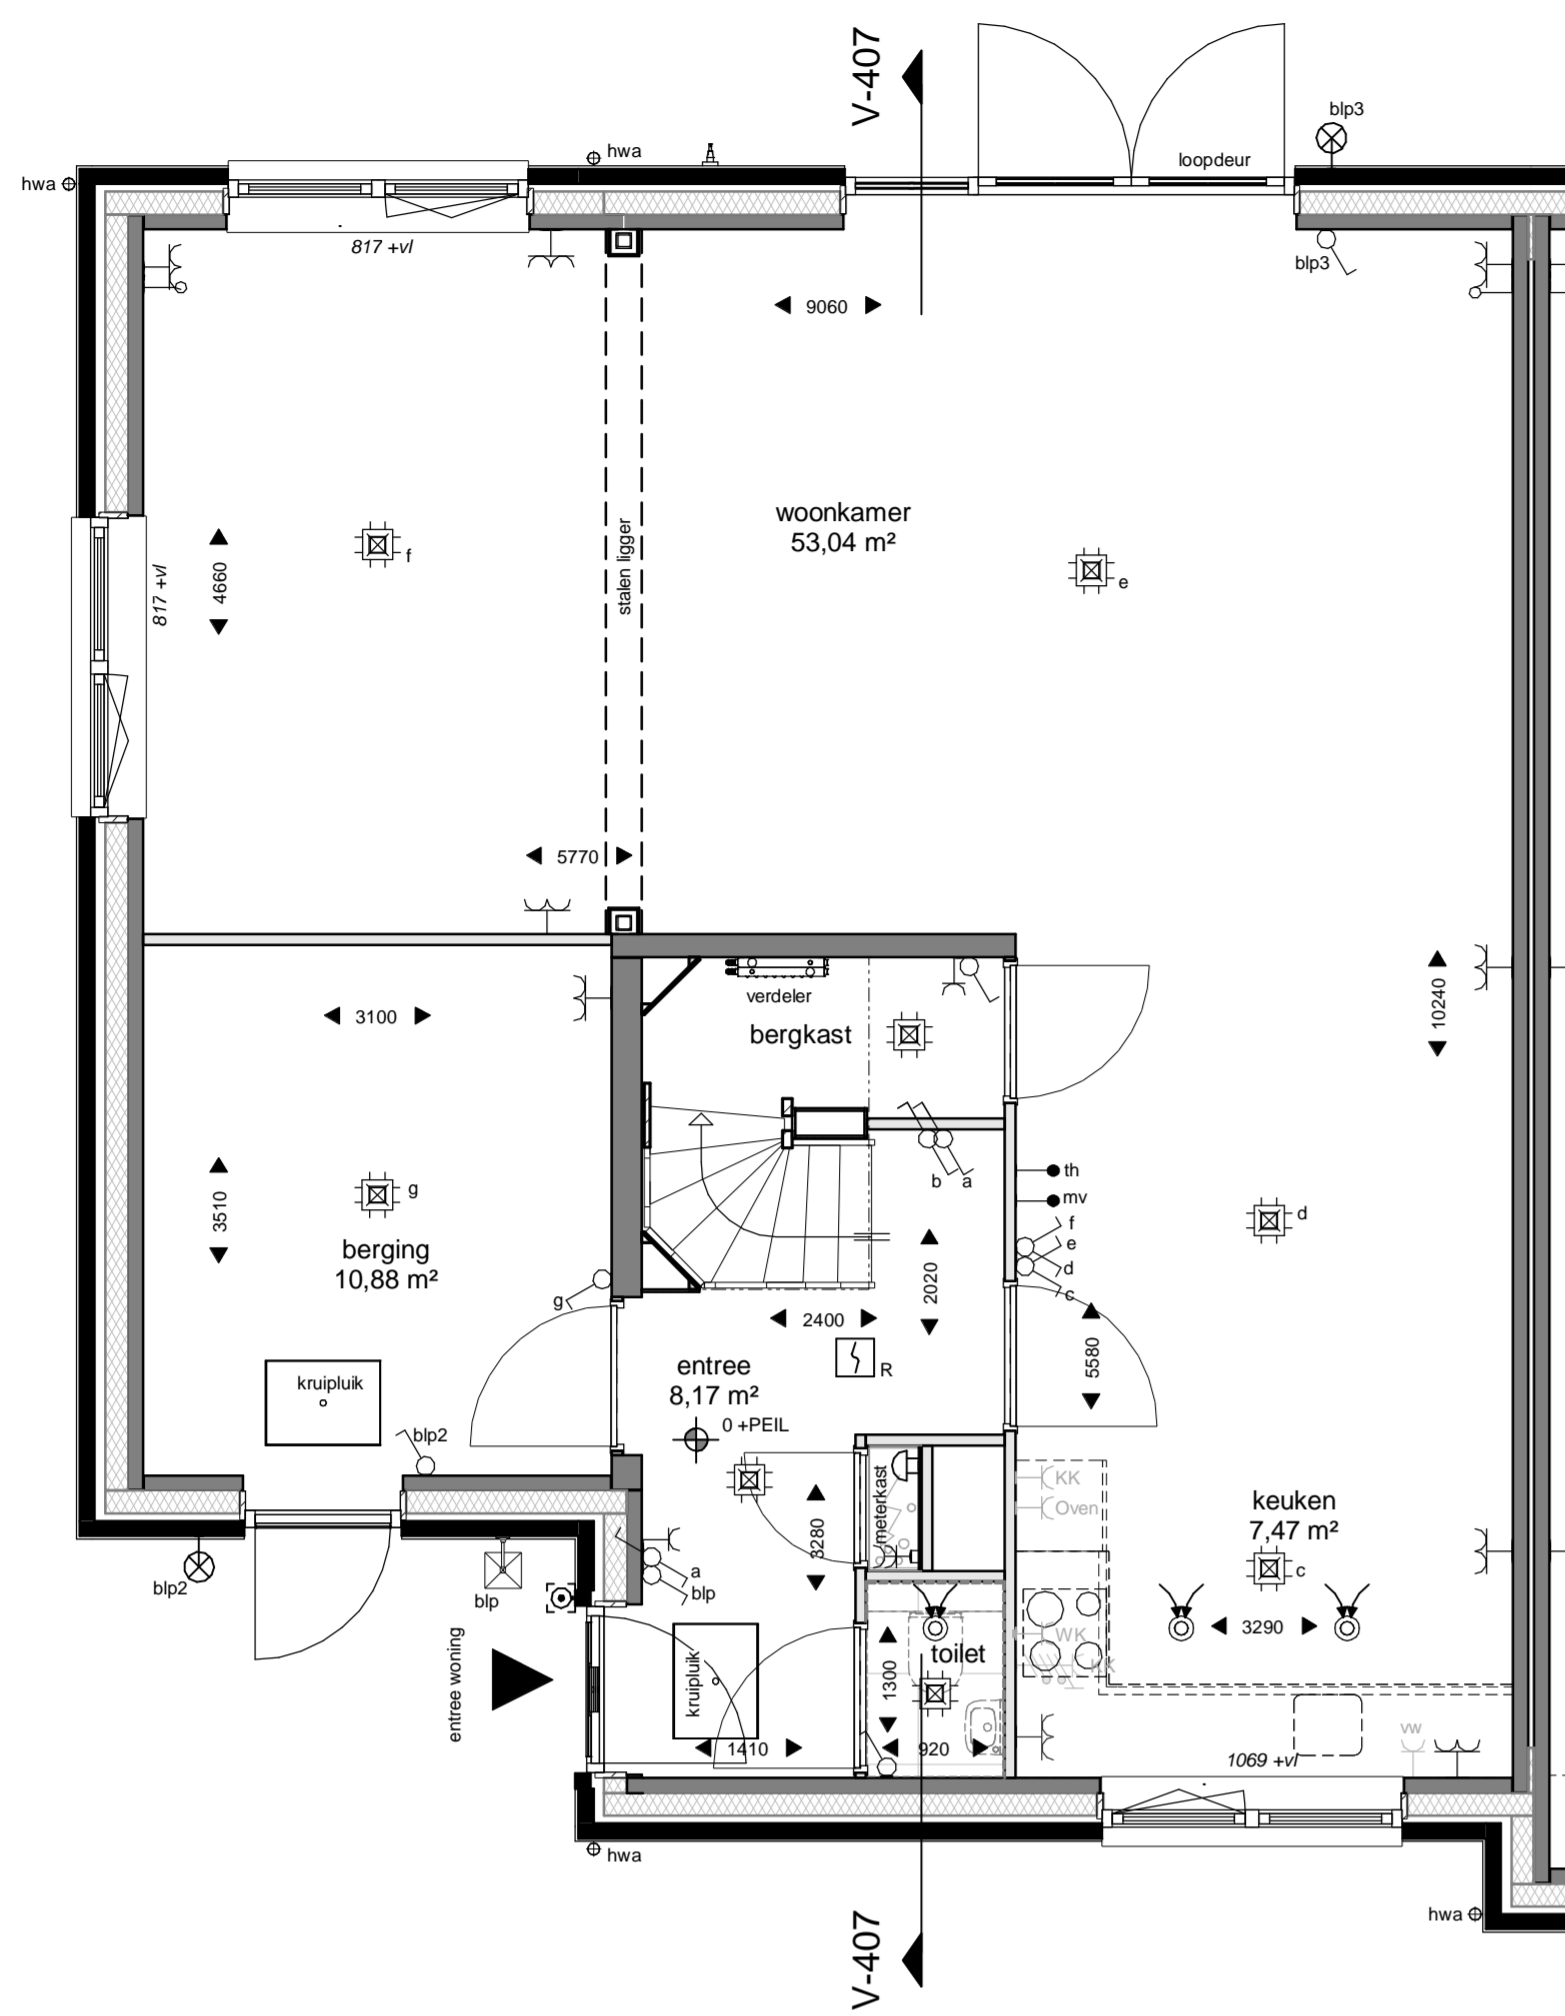 V-407
blp3
loopdeur
hwa
hwa
817 +vl
blp3
9060
woonkamer
53,04 m²
stalen ligger
817 +vl
4660
f
e
5770
3100
verdeler
bergkast
10240
b
a
th
mv
f
e
d
c
d
3510
g
berging
10,88 m²
g
2020
2400
R
5580
entree
8,17 m²
0 +PEIL
kruipluik
blp2
meterkast
3280
KK
Oven
keuken
7,47 m²
c
a
blp
blp2
blp
entree woning
kruipluik
1410
toilet
1300
920
WK
KK
3290
vw
1069 +vl
hwa
hwa
V-407